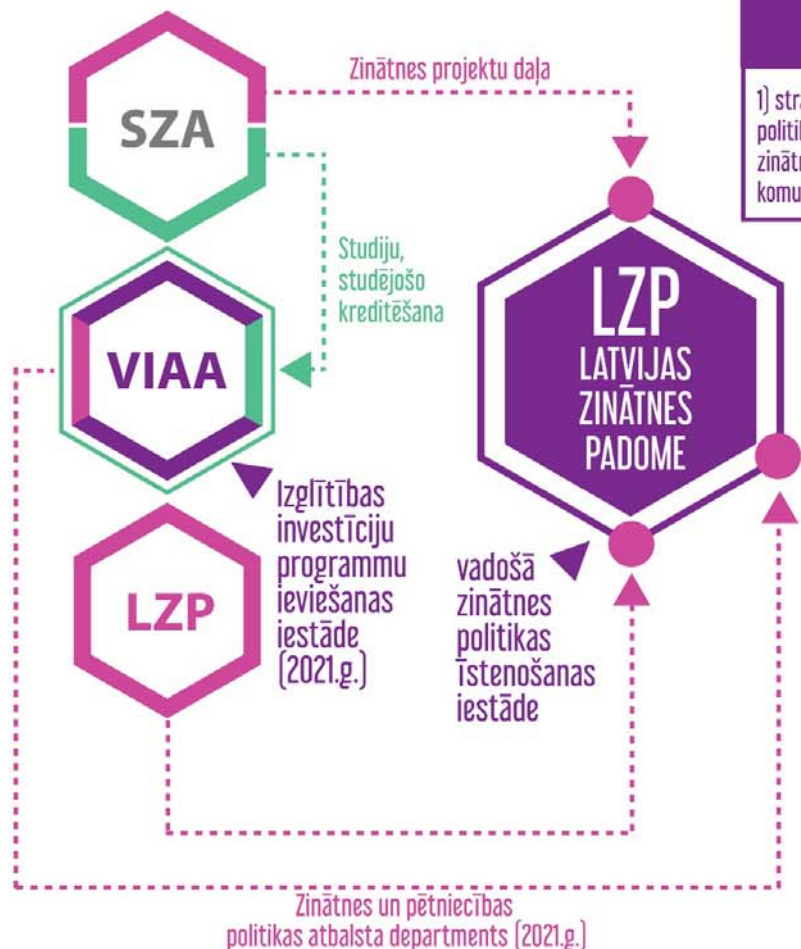 SZA
Zinātnes projektu daļa
Studiju,
studējošo
kreditēšana
VIAA
Izglītības
investīciju
programmu
ieviešanas
iestāde
(2021.g.)
LZP
LZP
LATVIJAS
ZINĀTNES
PADOME
vadošā
zinātnes
politikas
īstenošanas
iestāde
Zinātnes un pētniecības
politikas atbalsta departments (2021.g.)
1)